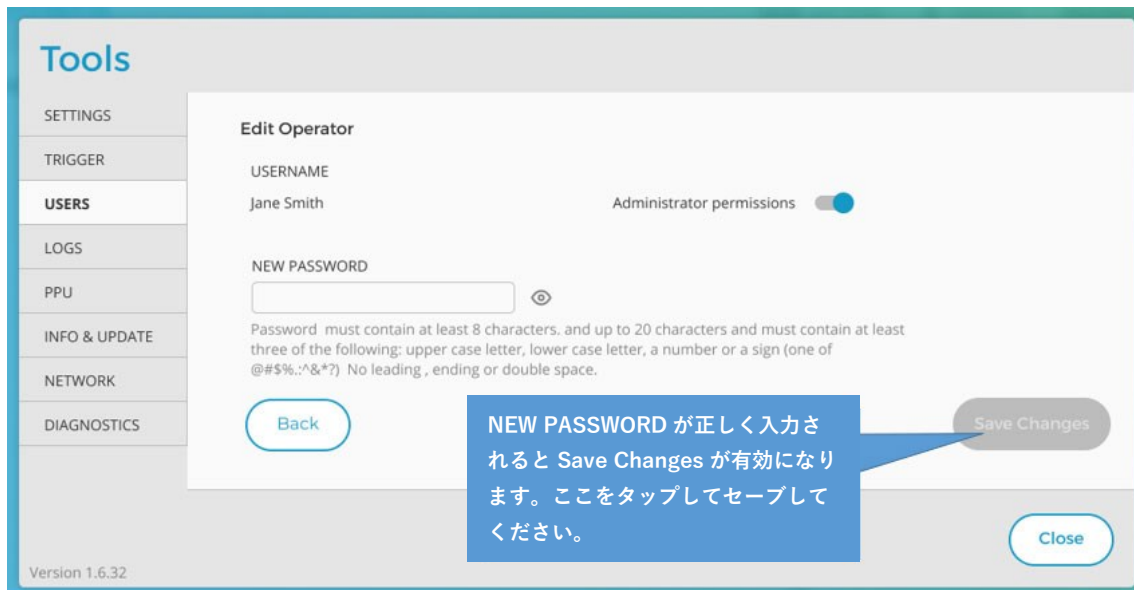 Tools
SETTINGS
TRIGGER
USERS
LOGS
PPU
INFO & UPDATE
NETWORK
DIAGNOSTICS
Edit Operator
USERNAME
Jane Smith
Administrator permissions
NEW PASSWORD
Password  must contain at least 8 characters. and up to 20 characters and must contain at least
three of the following: upper case letter, lower case letter, a number or a sign (one of
@#$%.:^&*?)  No leading , ending or double space.
Back
NEW PASSWORD が正しく入力さ
れると Save Changes が有効になり
ます。ここをタップしてセーブして
ください。
Save Changes
Close
Version 1.6.32